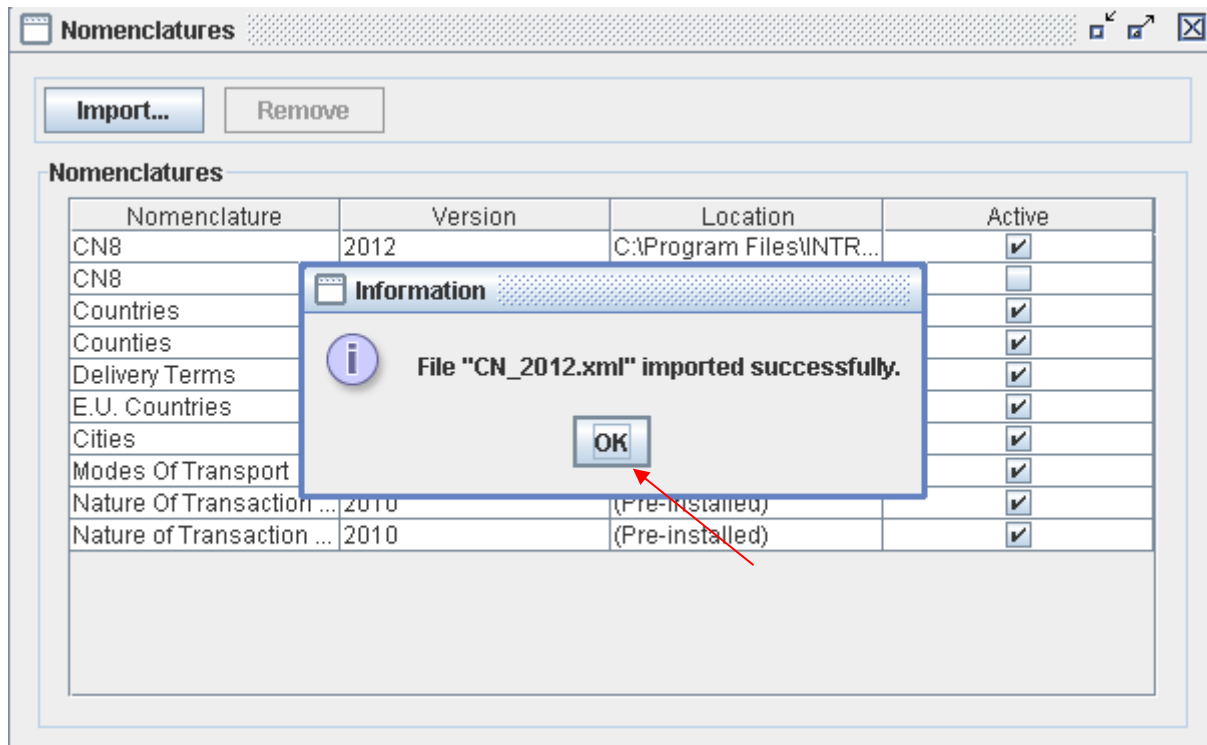 Nomenclatures
Import... Remove
Nomenclatures
Nomenclature Version Location Active
CN8 2012 C:\Program Files\INTR...
CN8
Countries
Counties
Delivery Terms
E.U. Countries
Cities
Modes Of Transport
Nature Of Transaction ... 2010 (Pre-installed)
Nature of Transaction ... 2010 (Pre-installed)
Information
File "CN_2012.xml" imported successfully.
OK